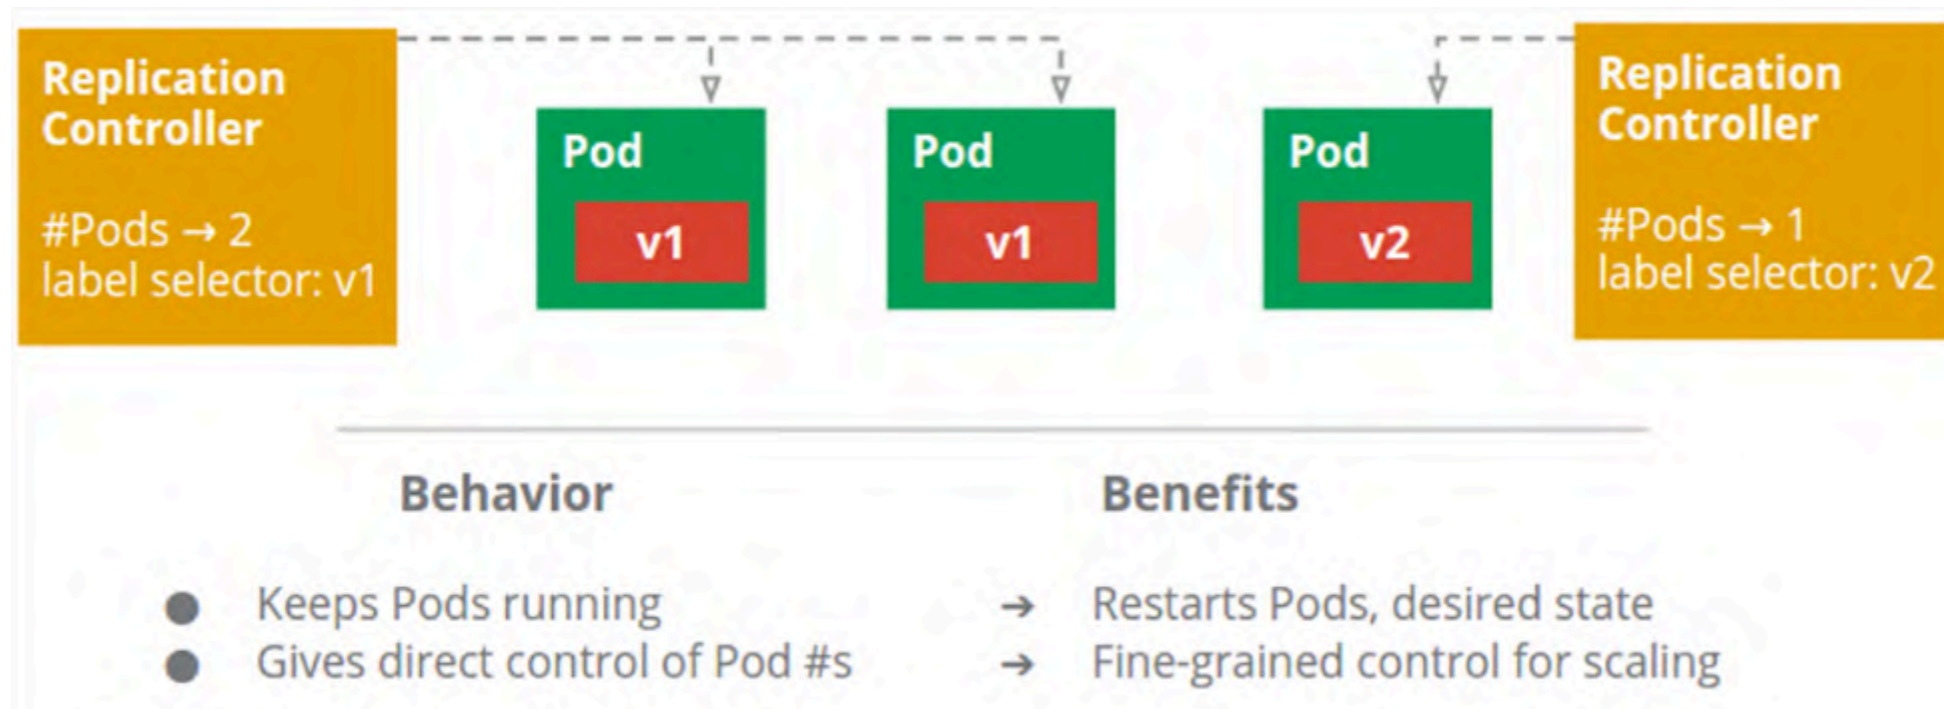 Replication
Controller
#Pods → 2
label selector: v1
Pod
v1
Pod
v1
Pod
v2
Replication
Controller
#Pods → 1
label selector: v2
Behavior
Benefits
● Keeps Pods running
➔ Restarts Pods, desired state
● Gives direct control of Pod #s
➔ Fine-grained control for scaling